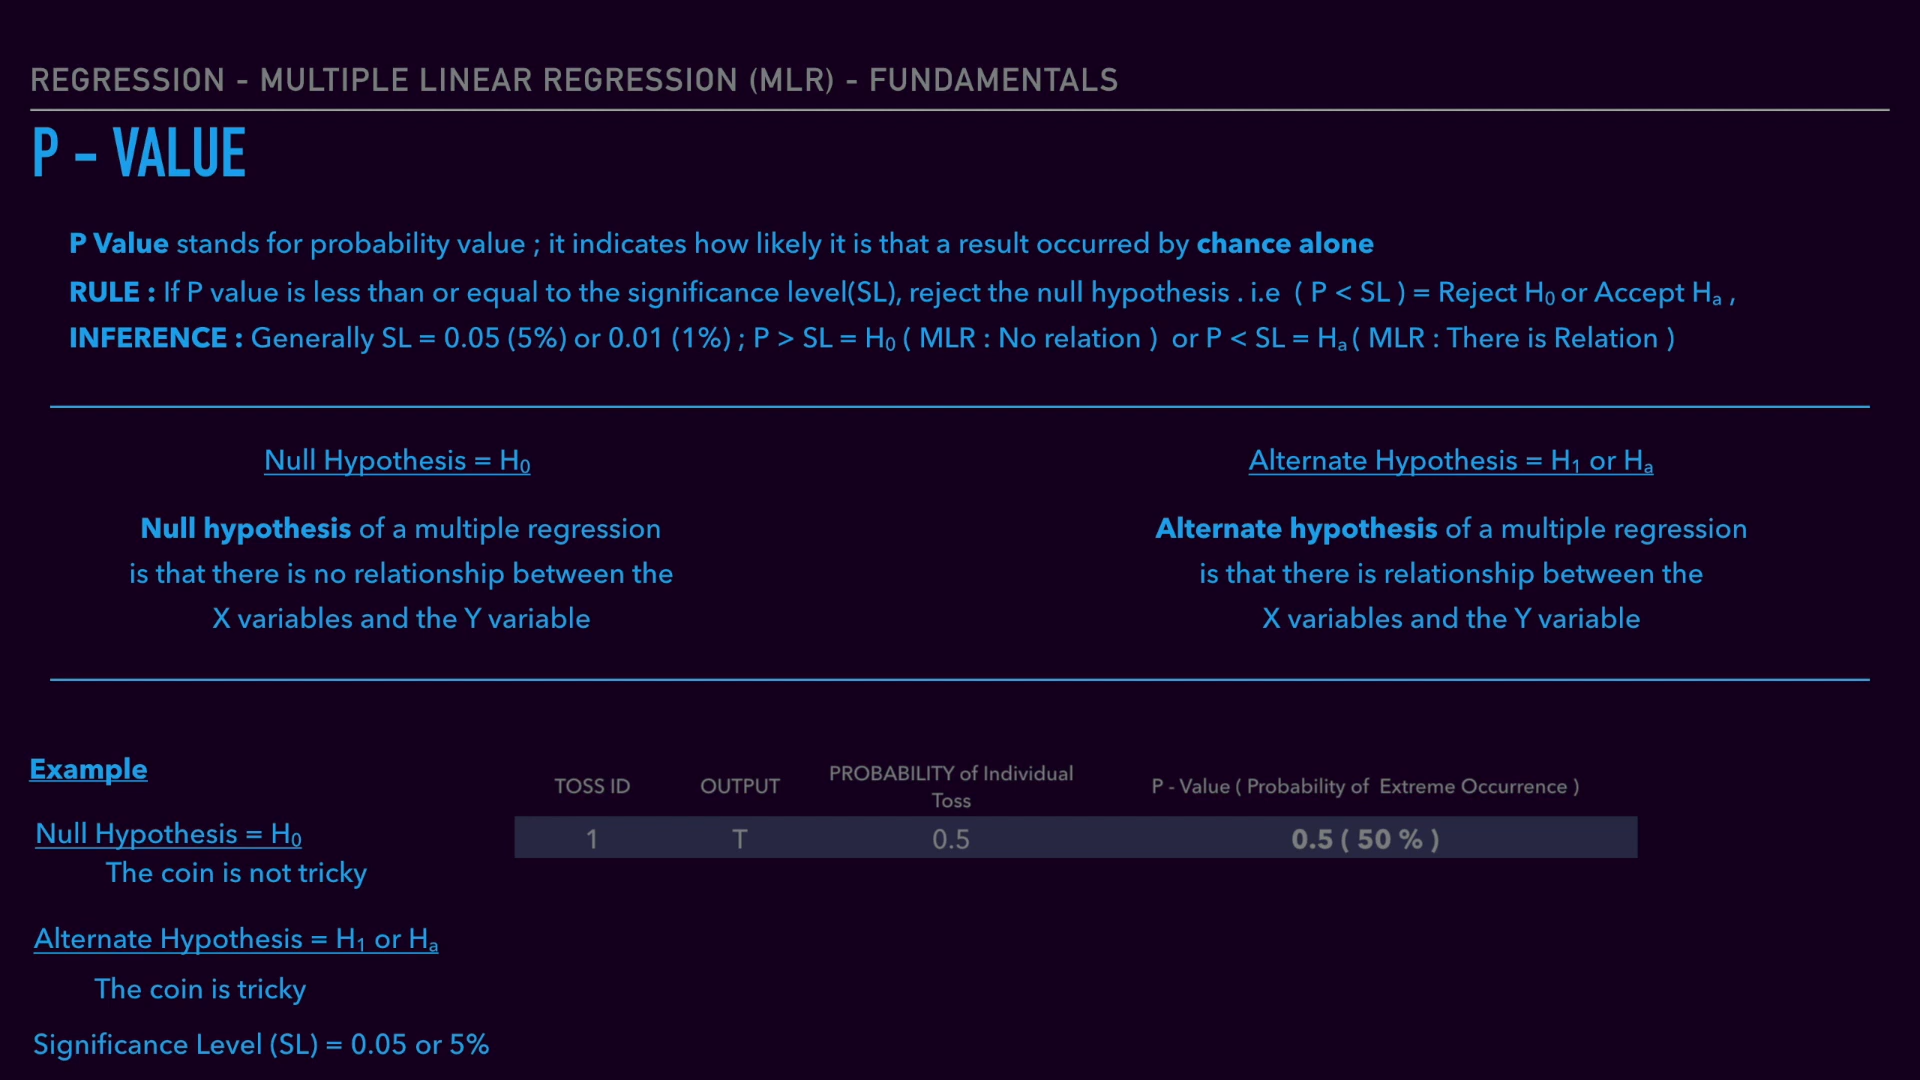 REGRESSION - MULTIPLE LINEAR REGRESSION (MLR) - FUNDAMENTALS
P - VALUE
P Value stands for probability value ; it indicates how likely it is that a result occurred by chance alone
RULE : If P value is less than or equal to the significance level(SL), reject the null hypothesis . i.e ( P < SL ) = Reject H0 or Accept Ha ,
INFERENCE : Generally SL = 0.05 (5%) or 0.01 (1%) ; P > SL = H0 ( MLR : No relation ) or P < SL = Ha ( MLR : There is Relation )
Null Hypothesis = H0
Null hypothesis of a multiple regression
is that there is no relationship between the
X variables and the Y variable
Alternate Hypothesis = H1 or Ha
Alternate hypothesis of a multiple regression
is that there is relationship between the
X variables and the Y variable
Example
Null Hypothesis = H0
The coin is not tricky
Alternate Hypothesis = H1 or Ha
The coin is tricky
Significance Level (SL) = 0.05 or 5%
TOSS ID OUTPUT PROBABILITY of Individual Toss P - Value ( Probability of Extreme Occurrence )
1 T 0.5 0.5 ( 50 % )